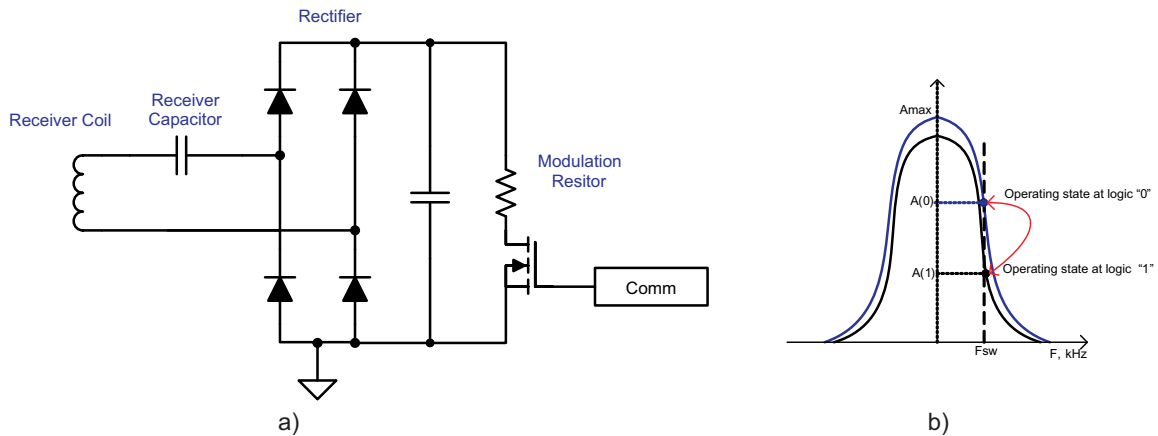 Rectifier
Receiver
Capacitor
Receiver Coil
Modulation
Resitor
Comm
a)
Amax
A(0)
Operating state at logic “0”
A(1)
Operating state at logic “1”
Fsw
F, kHz
b)